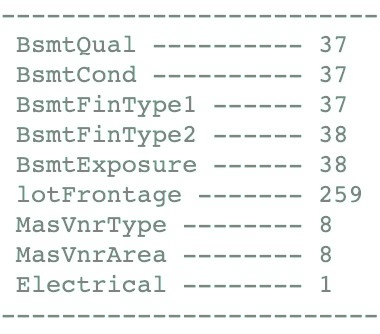 ---------------------------
BsmtQual ---------- 37
BsmtCond ---------- 37
BsmtFinType1 ------ 37
BsmtFinType2 ------ 38
BsmtExposure ------ 38
lotFrontage ------- 259
MasVnrType -------- 8
MasVnrArea -------- 8
Electrical -------- 1
---------------------------